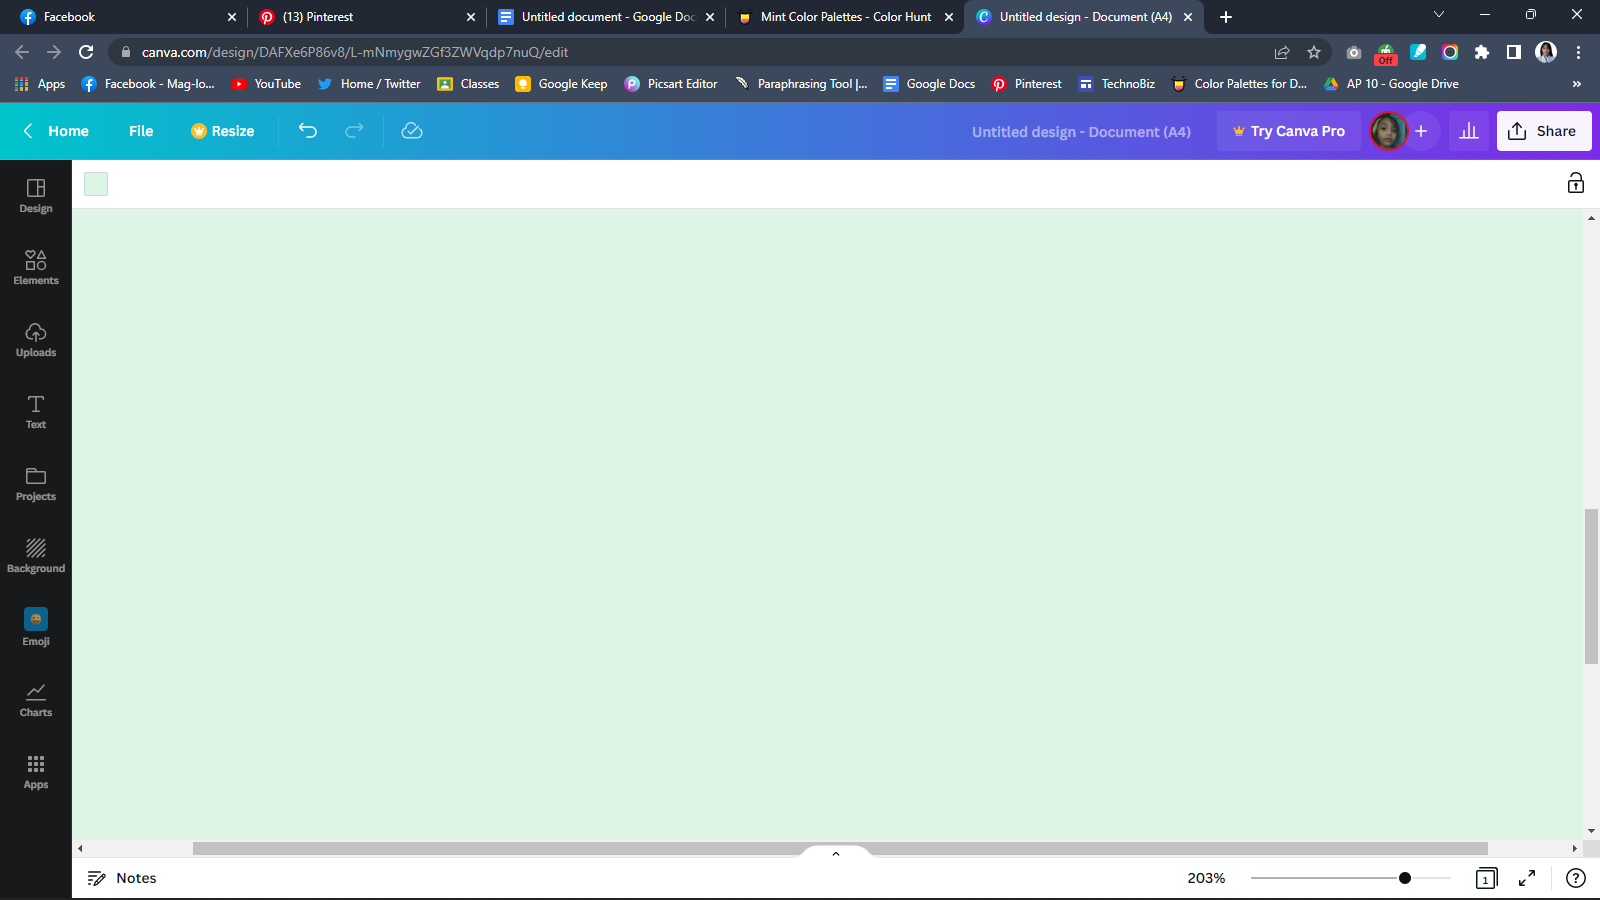 Facebook
(13) Pinterest
Untitled document - Google Doc
Mint Color Palettes - Color Hunt
Untitled design - Document (A4)
canva.com/design/DAFXe6P86v8/L-mNmygwZGf3ZWVqdp7nuQ/edit
Off
Apps
Facebook - Mag-lo...
YouTube
Home / Twitter
Classes
Google Keep
Picsart Editor
Paraphrasing Tool |...
Google Docs
Pinterest
TechnoBiz
Color Palettes for D...
AP 10 - Google Drive
Home
File
Resize
Untitled design - Document (A4)
Try Canva Pro
Share
Design
Elements
Uploads
Text
Projects
Background
Emoji
Charts
Apps
Notes
203%
1